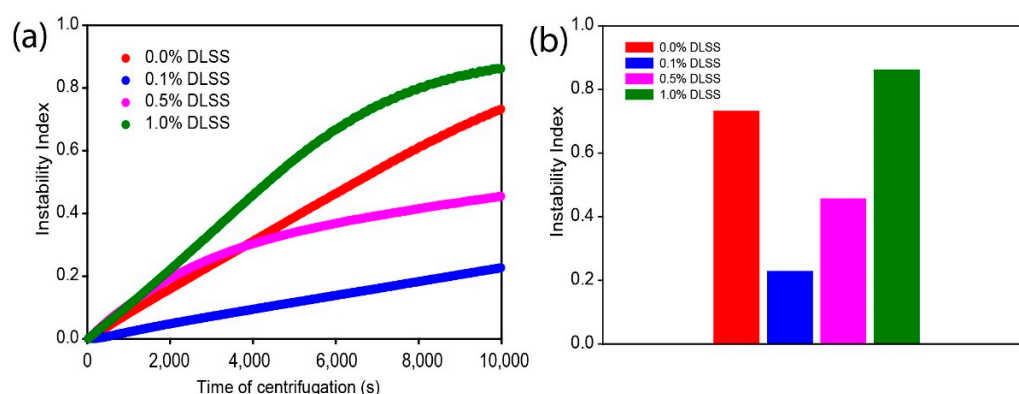 (a)
1.0
0.8
0.6
0.4
0.2
0.0
Instability Index
0.0% DLSS
0.1% DLSS
0.5% DLSS
1.0% DLSS
0
2,000
4,000
6,000
8,000
10,000
Time of centrifugation (s)
(b)
1.0
0.8
0.6
0.4
0.2
0.0
Instability Index
0.0% DLSS
0.1% DLSS
0.5% DLSS
1.0% DLSS